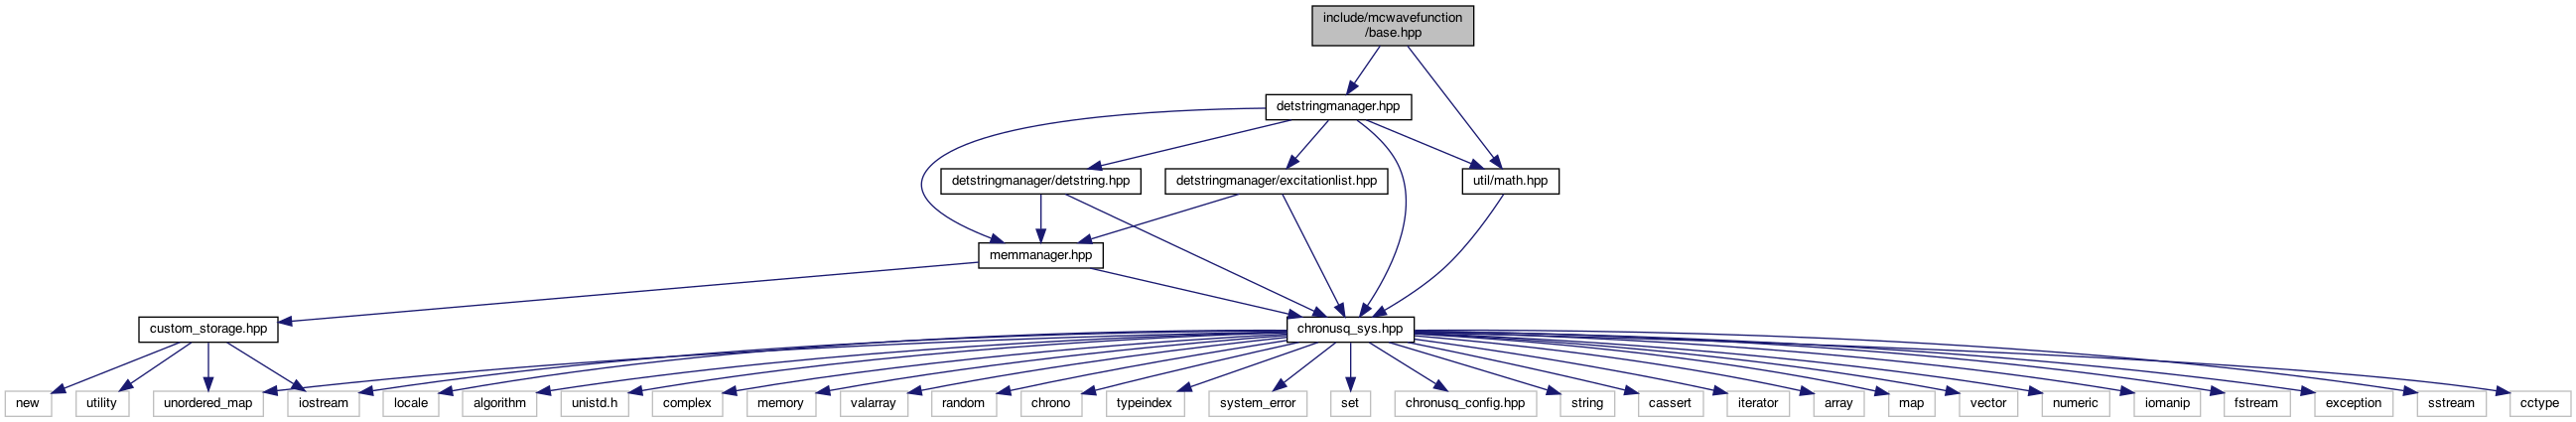 include/mcwavefunction
/base.hpp
detstringmanager.hpp
detstringmanager/detstring.hpp
detstringmanager/excitationlist.hpp
util/math.hpp
memmanager.hpp
custom_storage.hpp
chronusq_sys.hpp
new
utility
unordered_map
iostream
locale
algorithm
unistd.h
complex
memory
valarray
random
chrono
typeindex
system_error
set
chronusq_config.hpp
string
cassert
iterator
array
map
vector
numeric
iomanip
fstream
exception
sstream
cctype